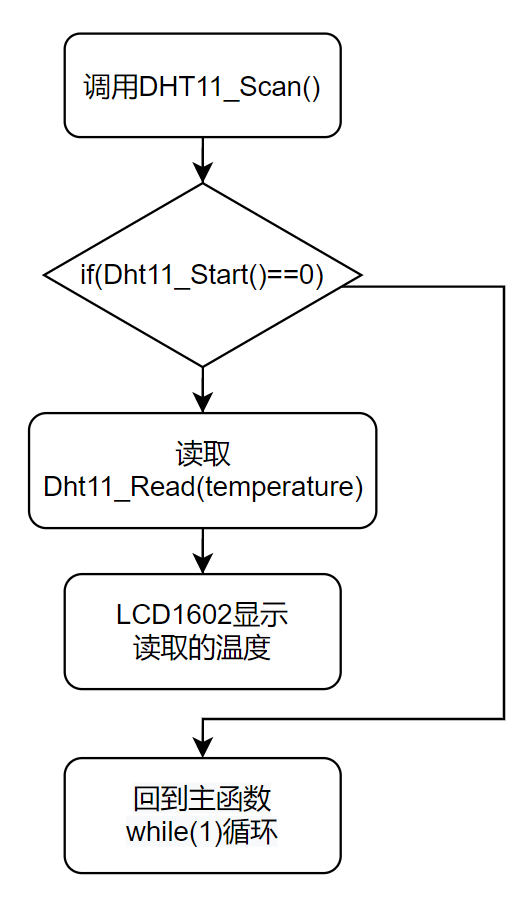 调用DHT11_Scan()
if(Dht11_Start()==0)
读取
Dht11_Read(temperature)
LCD1602显示
读取的温度
回到主函数
while(1)循环